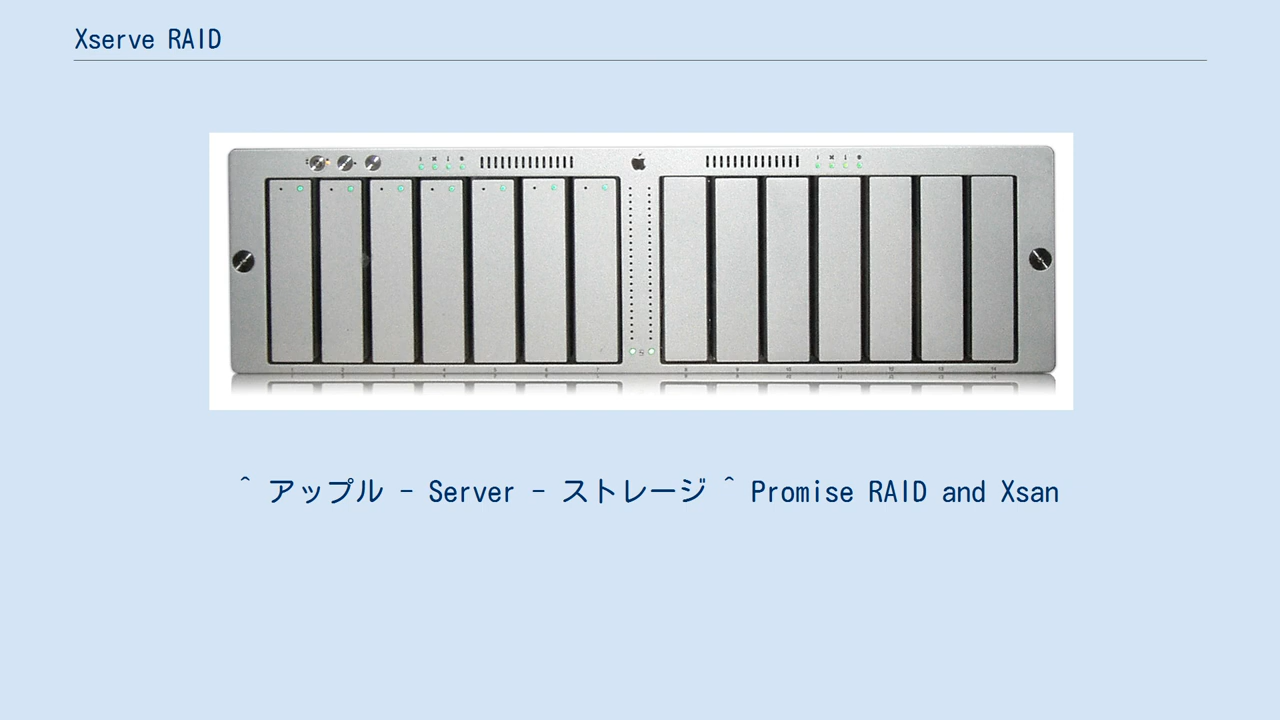 Xserve RAID
^ アップル - Server - ストレージ ^ Promise RAID and Xsan